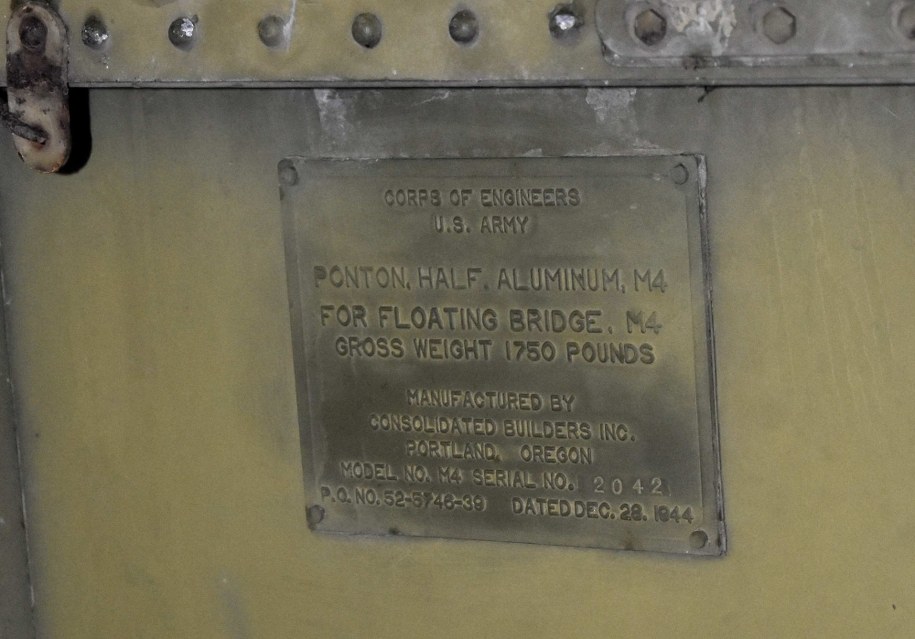 CORPS OF ENGINEERS
U.S. ARMY
PONTON, HALF, ALUMINUM, M4
FOR FLOATING BRIDGE, M4
GROSS WEIGHT 1750 POUNDS
MANUFACTURED BY
CONSOLIDATED BUILDERS INC.
PORTLAND, OREGON
MODEL NO. M4 SERIAL NO. 2042
P.O. NO. 52-5746-39 DATED DEC. 28, 1944